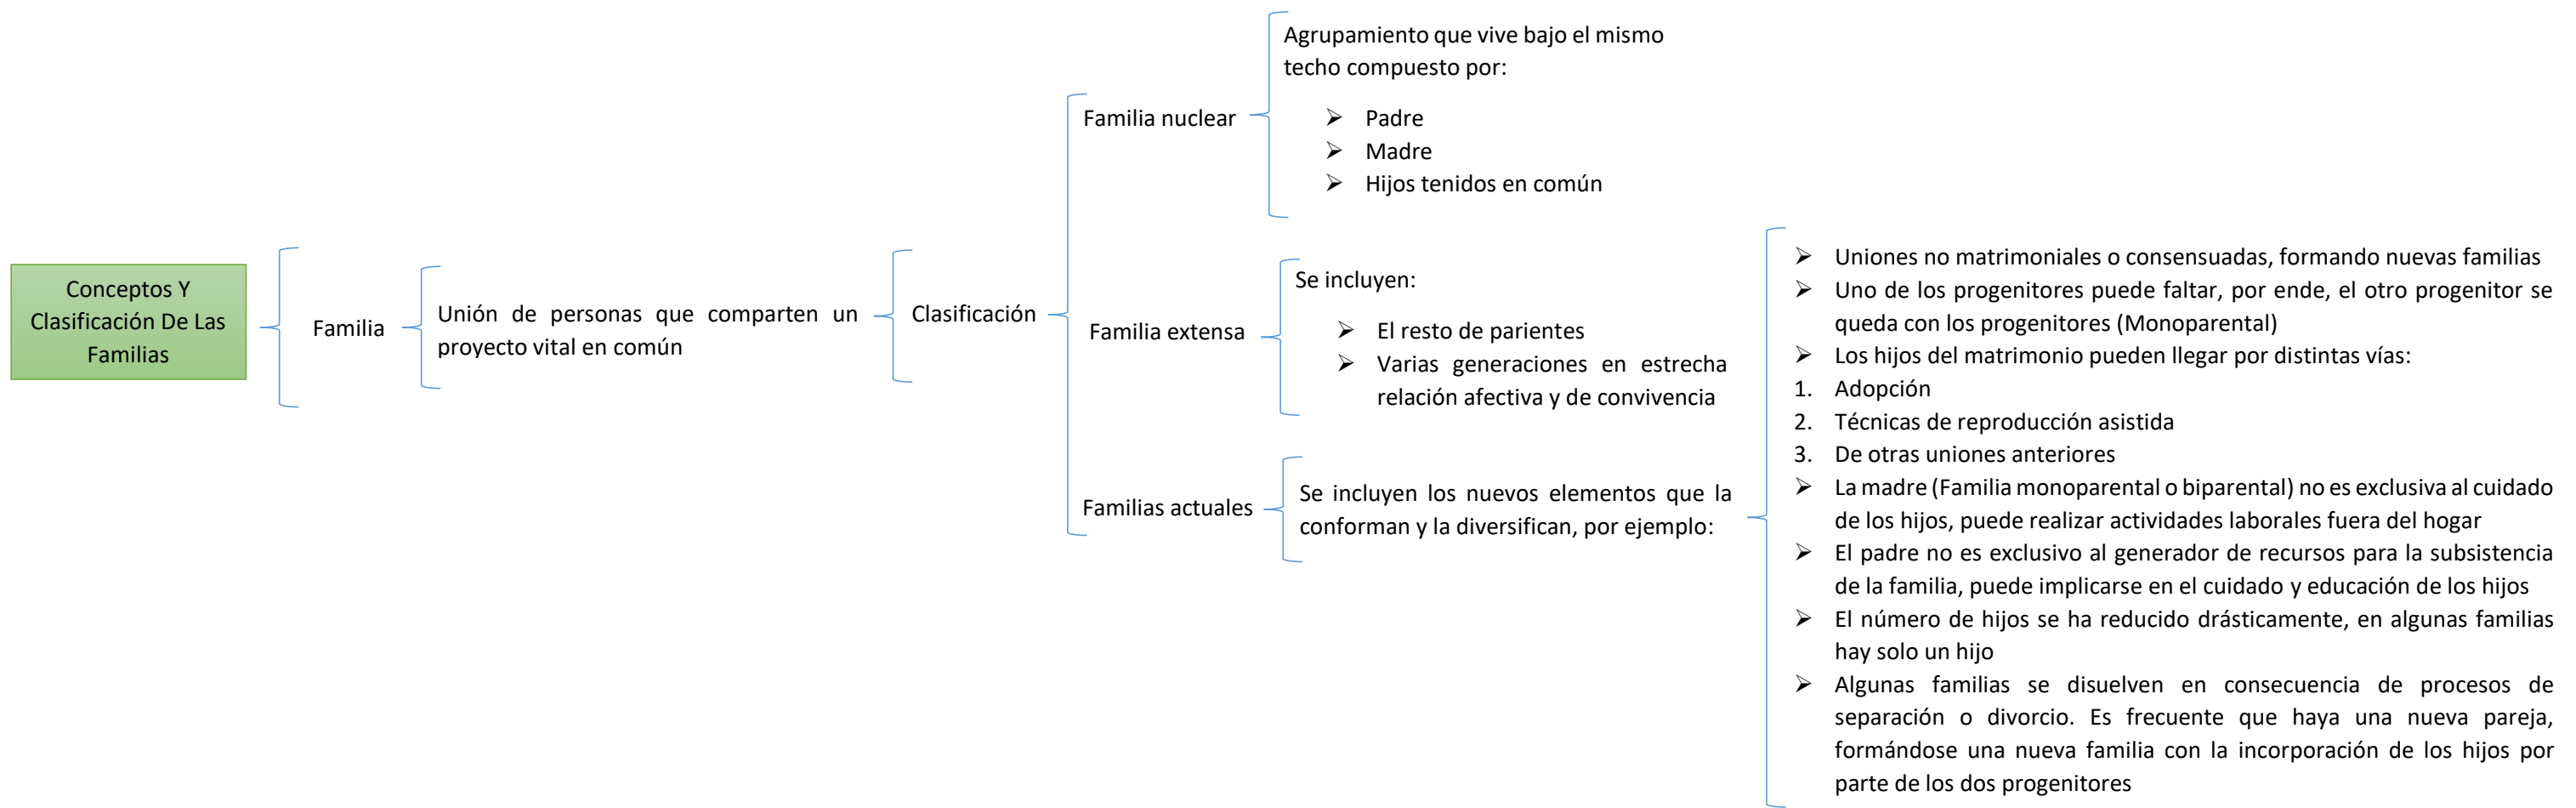 Conceptos Y
Clasificación De Las
Familias
Familia
Unión de personas que comparten un
proyecto vital en común
Clasificación
Familia nuclear
Agrupamiento que vive bajo el mismo
techo compuesto por:
➢ Padre
➢ Madre
➢ Hijos tenidos en común
Familia extensa
Se incluyen:
➢ El resto de parientes
➢ Varias generaciones en estrecha
relación afectiva y de convivencia
Familias actuales
Se incluyen los nuevos elementos que la
conforman y la diversifican, por ejemplo:
➢ Uniones no matrimoniales o consensuadas, formando nuevas familias
➢ Uno de los progenitores puede faltar, por ende, el otro progenitor se
queda con los progenitores (Monoparental)
➢ Los hijos del matrimonio pueden llegar por distintas vías:
1. Adopción
2. Técnicas de reproducción asistida
3. De otras uniones anteriores
➢ La madre (Familia monoparental o biparental) no es exclusiva al cuidado
de los hijos, puede realizar actividades laborales fuera del hogar
➢ El padre no es exclusivo al generador de recursos para la subsistencia
de la familia, puede implicarse en el cuidado y educación de los hijos
➢ El número de hijos se ha reducido drásticamente, en algunas familias
hay solo un hijo
➢ Algunas familias se disuelven en consecuencia de procesos de
separación o divorcio. Es frecuente que haya una nueva pareja,
formándose una nueva familia con la incorporación de los hijos por
parte de los dos progenitores